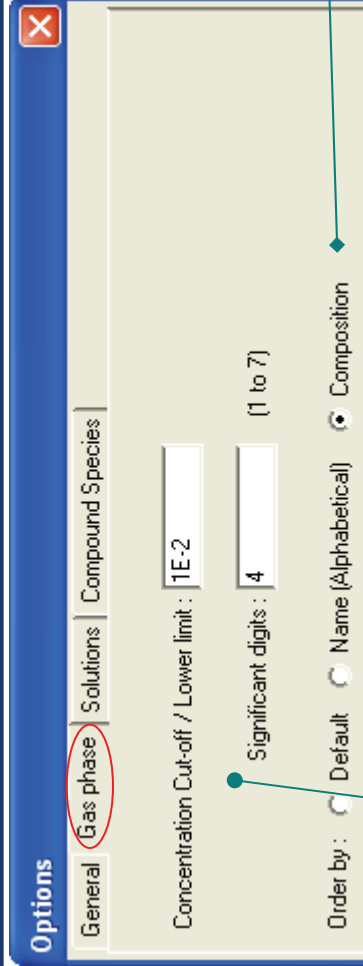 Options
General Gas phase Solutions Compound Species
Concentration Cut-off / Lower limit : 1E-2
Significant digits : 4 (1 to 7)
Order by : Default Name (Alphabetical) Composition